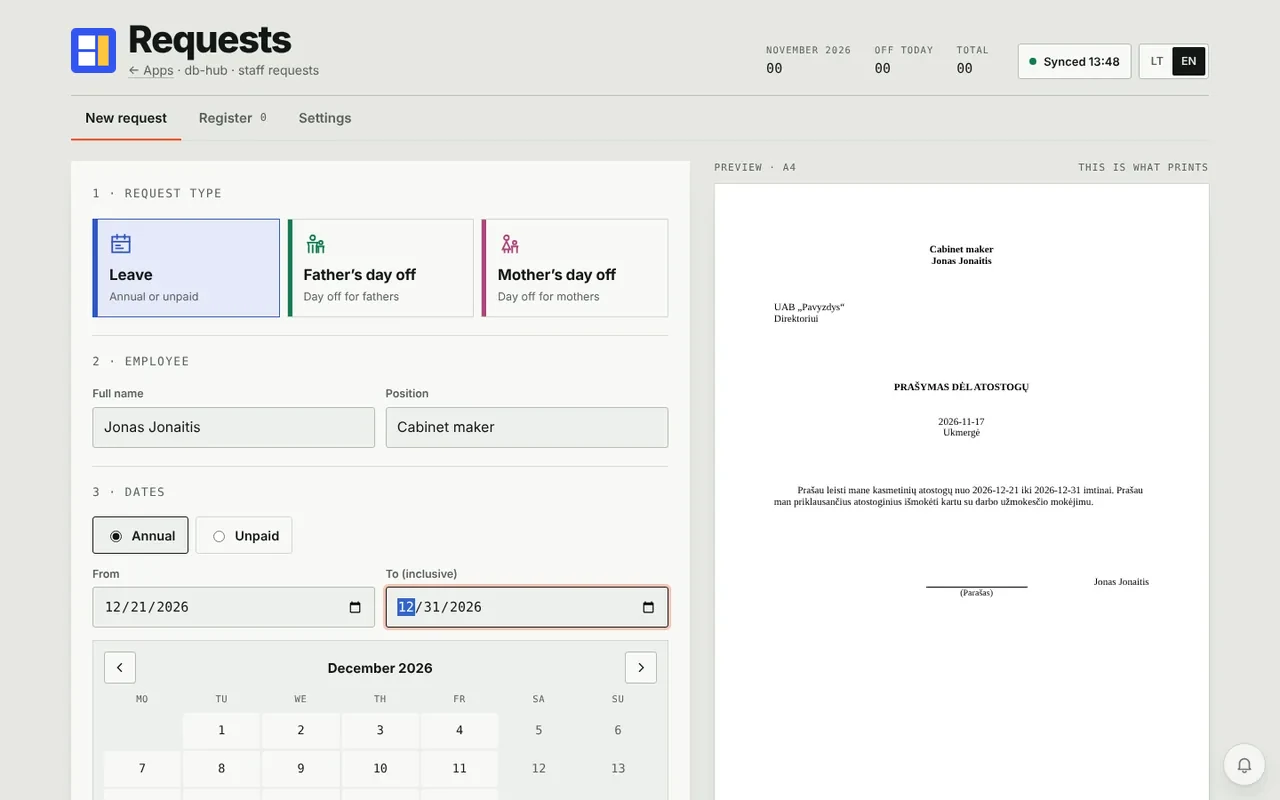 Requests
← Apps · db-hub · staff requests
NOVEMBER 2026 OFF TODAY TOTAL
00 00 00
Synced 13:48
LT EN
New request Register 0 Settings
1 · REQUEST TYPE
Leave
Annual or unpaid
Father’s day off
Day off for fathers
Mother’s day off
Day off for mothers
2 · EMPLOYEE
Full name Position
Jonas Jonaitis Cabinet maker
3 · DATES
Annual Unpaid
From To (inclusive)
12/21/2026 12/31/2026
December 2026
MO TU WE TH FR SA SU
1 2 3 4 5 6
7 8 9 10 11 12 13
PREVIEW · A4 THIS IS WHAT PRINTS
Cabinet maker
Jonas Jonaitis
UAB „Pavyzdys“
Direktoriui
PRAŠYMAS DĖL ATOSTOGŲ
2026-11-17
Ukmergė
Prašau leisti mane kasmetinių atostogų nuo 2026-12-21 iki 2026-12-31 imtinai. Prašau
man priklausančius atostoginius išmokėti kartu su darbo užmokesčio mokėjimu.
Jonas Jonaitis
(Parašas)